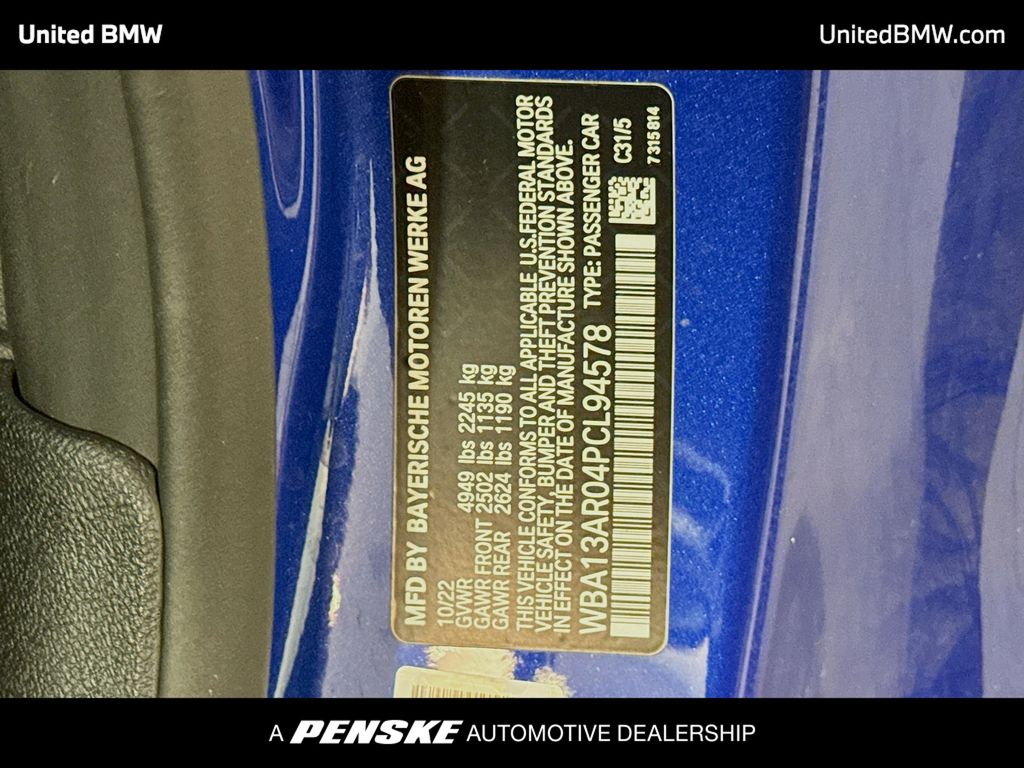 United BMW
UnitedBMW.com
MFD BY BAYERISCHE MOTOREN WERKE AG
10/22
GVWR 4949 lbs 2245 kg
GAWR FRONT 2502 lbs 1135 kg
GAWR REAR 2624 lbs 1190 kg
THIS VEHICLE CONFORMS TO ALL APPLICABLE U.S.FEDERAL MOTOR
VEHICLE SAFETY, BUMPER AND THEFT PREVENTION STANDARDS
IN EFFECT ON THE DATE OF MANUFACTURE SHOWN ABOVE.
WBA13AR04PCL94578 TYPE: PASSENGER CAR
C31/5
7 315 814
A PENSKE AUTOMOTIVE DEALERSHIP